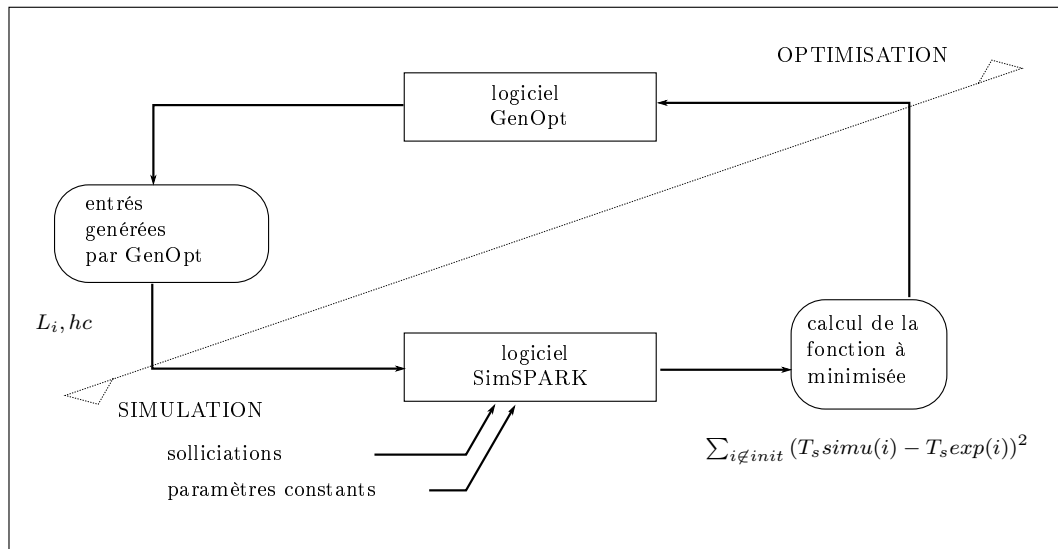 OPTIMISATION
logiciel
GenOpt
entrés
genérées
par GenOpt
L_i, hc
logiciel
SimSPARK
calcul de la
fonction à
minimisée
SIMULATION
∑_{i∉init} (T_s simu(i) − T_s exp(i))²
solliciations
paramètres constants